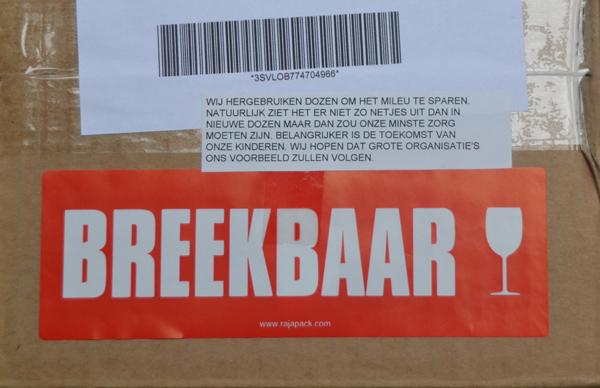 *3SVLOB774704966*
WIJ HERGEBRUIKEN DOZEN OM HET MILEU TE SPAREN.
NATUURLIJK ZIET HET ER NIET ZO NETJES UIT DAN IN
NIEUWE DOZEN MAAR DAN ZOU ONZE MINSTE ZORG
MOETEN ZIJN. BELANGRIJKER IS DE TOEKOMST VAN
ONZE KINDEREN. WIJ HOPEN DAT GROTE ORGANISATIE'S
ONS VOORBEELD ZULLEN VOLGEN.
BREEKBAAR
www.rajapack.com